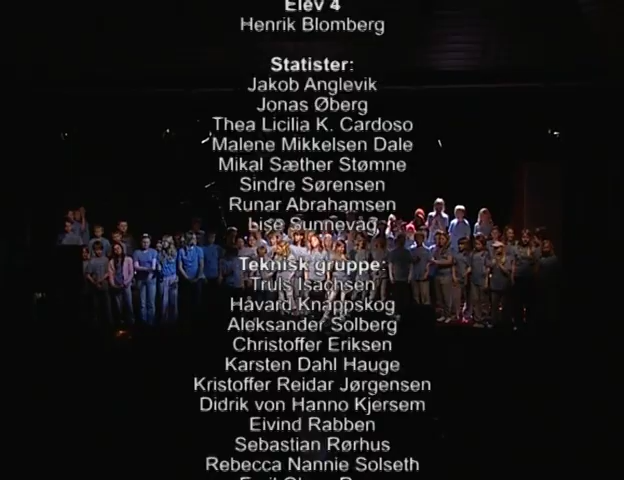 Elev 4
Henrik Blomberg
Statister:
Jakob Anglevik
Jonas Øberg
Thea Licilia K. Cardoso
Malene Mikkelsen Dale
Mikal Sæther Stømne
Sindre Sørensen
Runar Abrahamsen
Lise Sunnevåg
Teknisk gruppe:
Truls Isachsen
Håvard Knappskog
Aleksander Solberg
Christoffer Eriksen
Karsten Dahl Hauge
Kristoffer Reidar Jørgensen
Didrik von Hanno Kjersem
Eivind Rabben
Sebastian Rørhus
Rebecca Nannie Solseth